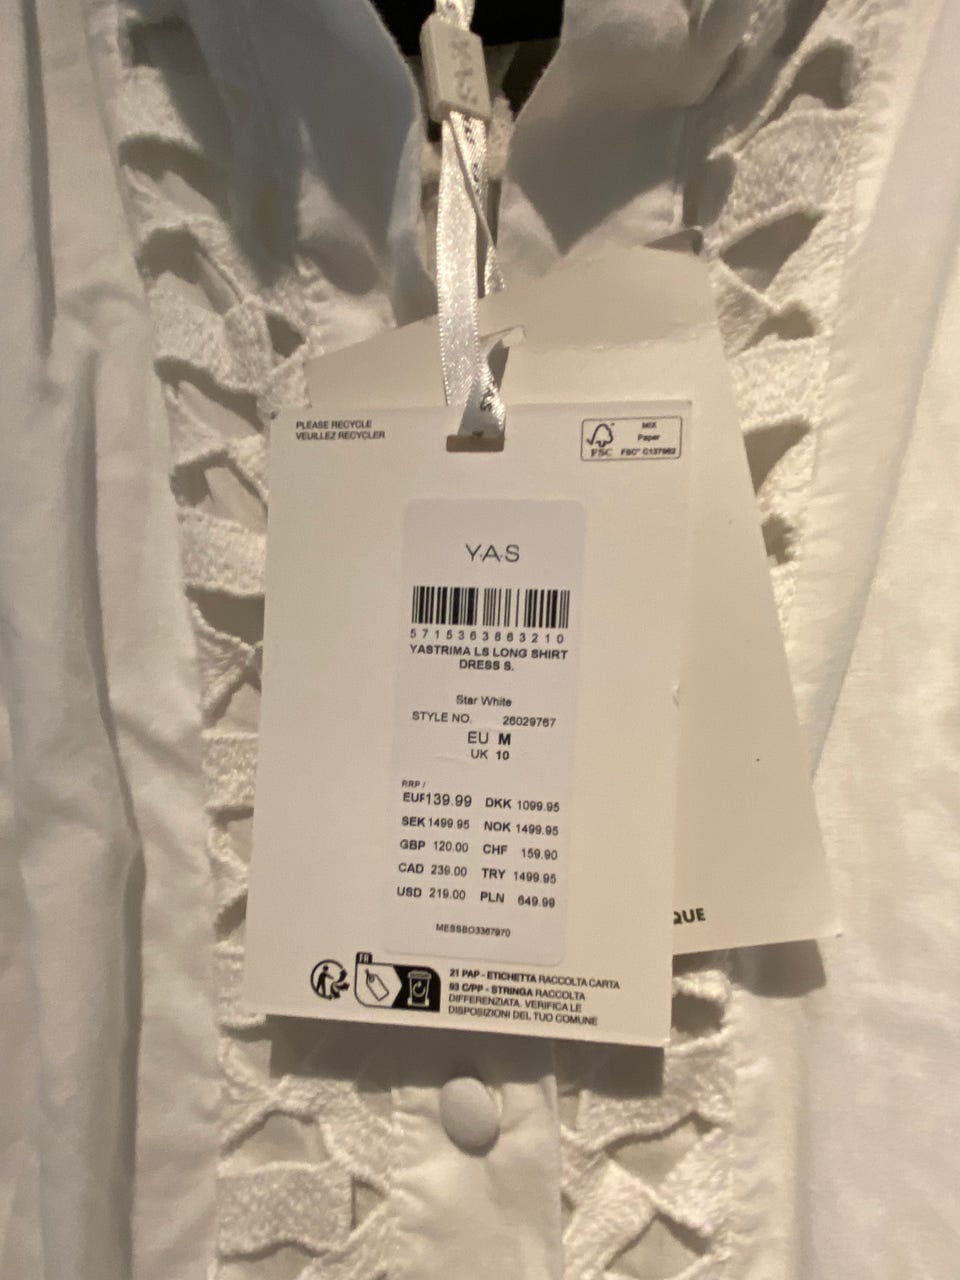 Y.A.S
PLEASE RECYCLE
VEUILLEZ RECYCLER
FSC
MIX
Paper
FSC® C137982
Y.A.S
5715363863210
YASTRIMA LS LONG SHIRT
DRESS S.
Star White
STYLE NO. 26029767
EU M
UK 10
RRP /
EUR139.99 DKK 1099.95
SEK 1499.95 NOK 1499.95
GBP 120.00 CHF 159.90
CAD 239.00 TRY 1499.95
USD 219.00 PLN 649.99
MESSBO3367970
FR
21 PAP - ETICHETTA RACCOLTA CARTA
93 C/PP - STRINGA RACCOLTA
DIFFERENZIATA. VERIFICA LE
DISPOSIZIONI DEL TUO COMUNE
QUE